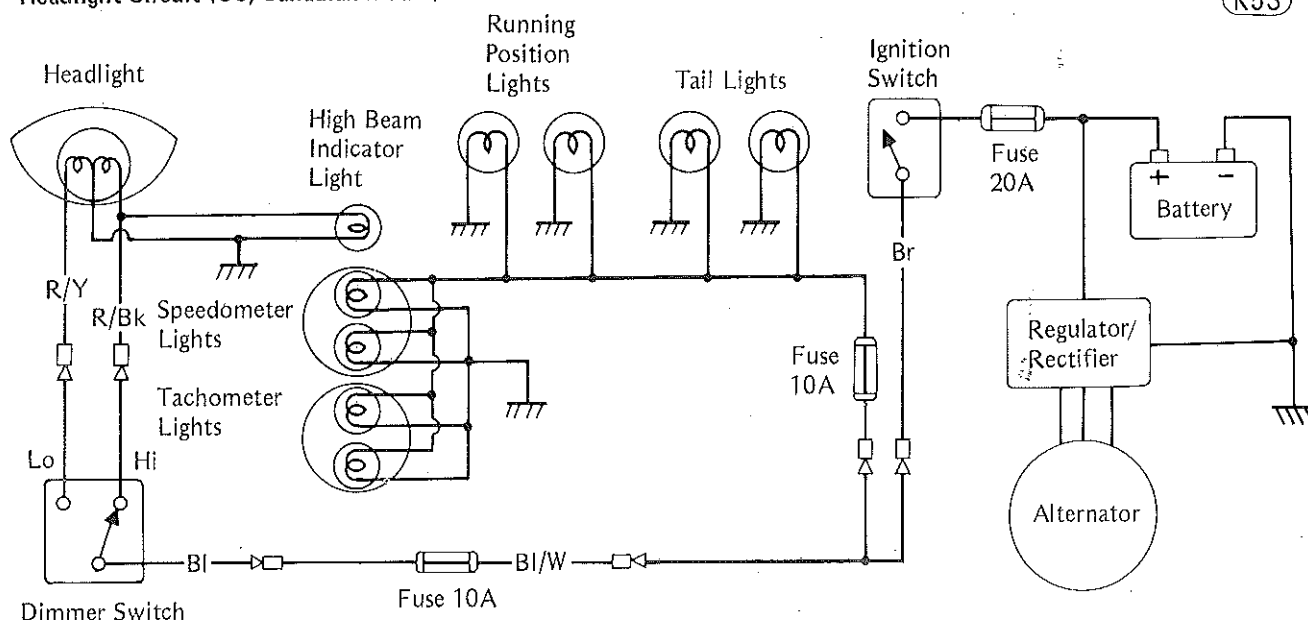 K53
Headlight
Running
Position
Lights
Tail Lights
Ignition
Switch
High Beam
Indicator
Light
Fuse
20A
+ -
Battery
Br
R/Y
R/Bk
Speedometer
Lights
Regulator/
Rectifier
Fuse
10A
Tachometer
Lights
Lo
Hi
Alternator
Bl
Bl/W
Fuse 10A
Dimmer Switch